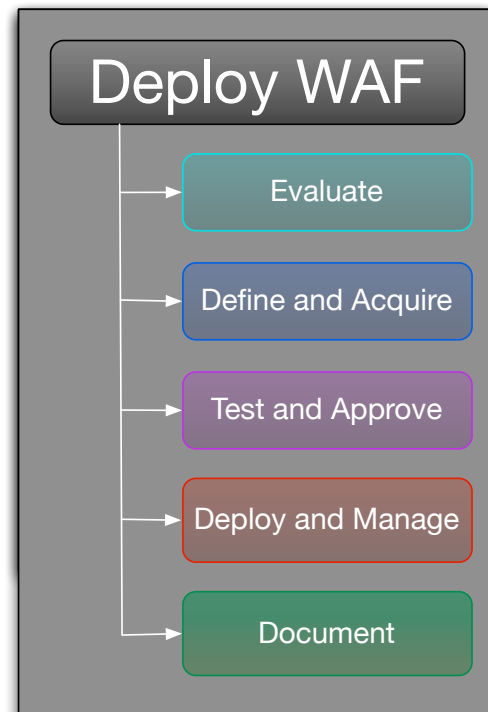 Deploy WAF
Evaluate
Define and Acquire
Test and Approve
Deploy and Manage
Document